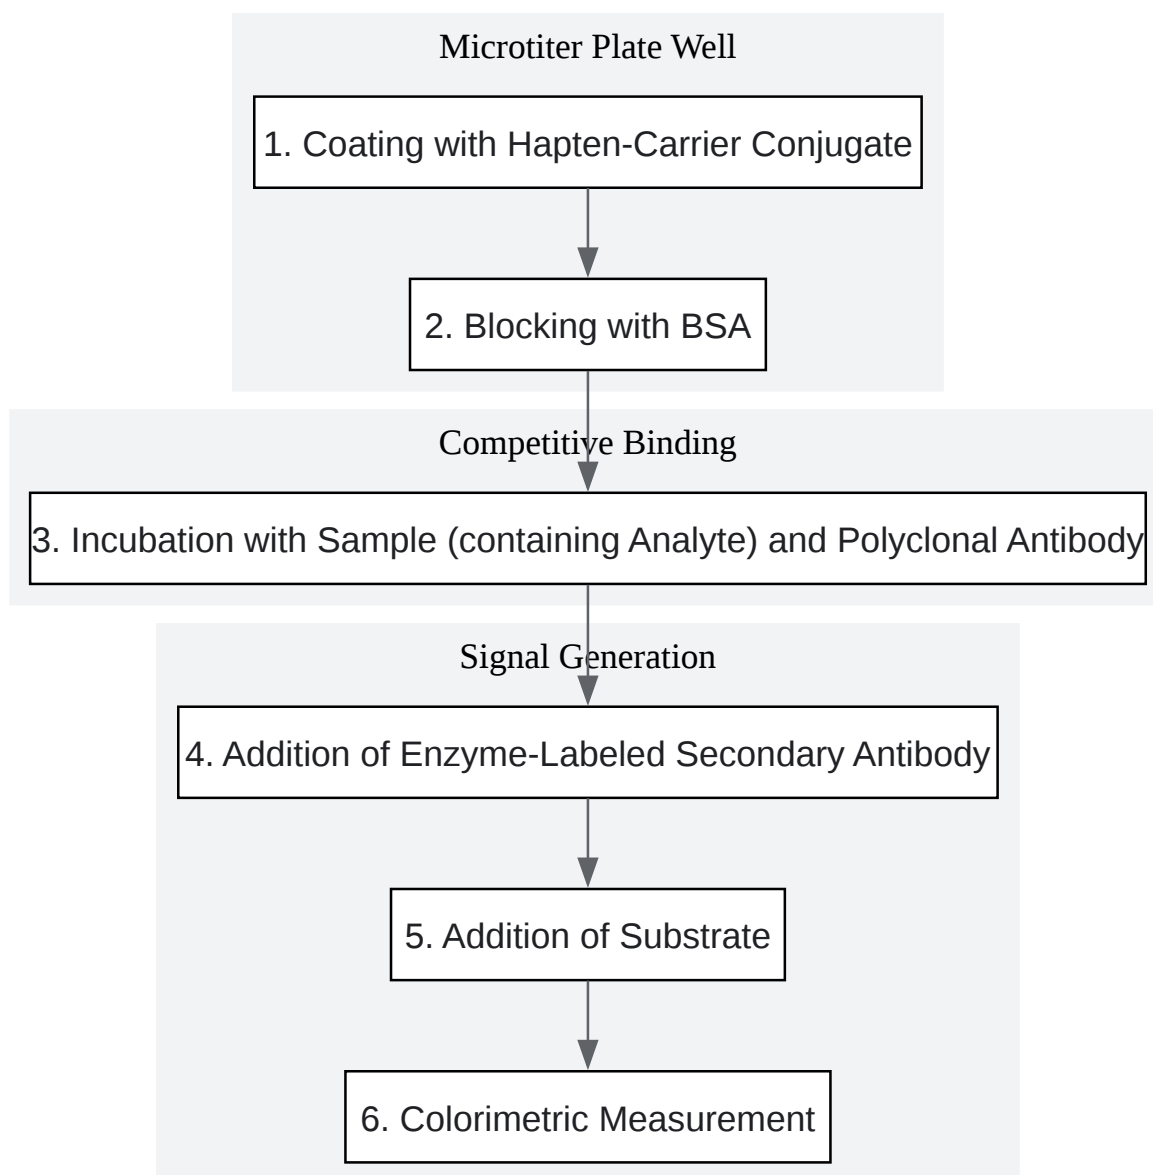 Microtiter Plate Well
1. Coating with Hapten-Carrier Conjugate
2. Blocking with BSA
Competitive Binding
3. Incubation with Sample (containing Analyte) and Polyclonal Antibody
Signal Generation
4. Addition of Enzyme-Labeled Secondary Antibody
5. Addition of Substrate
6. Colorimetric Measurement